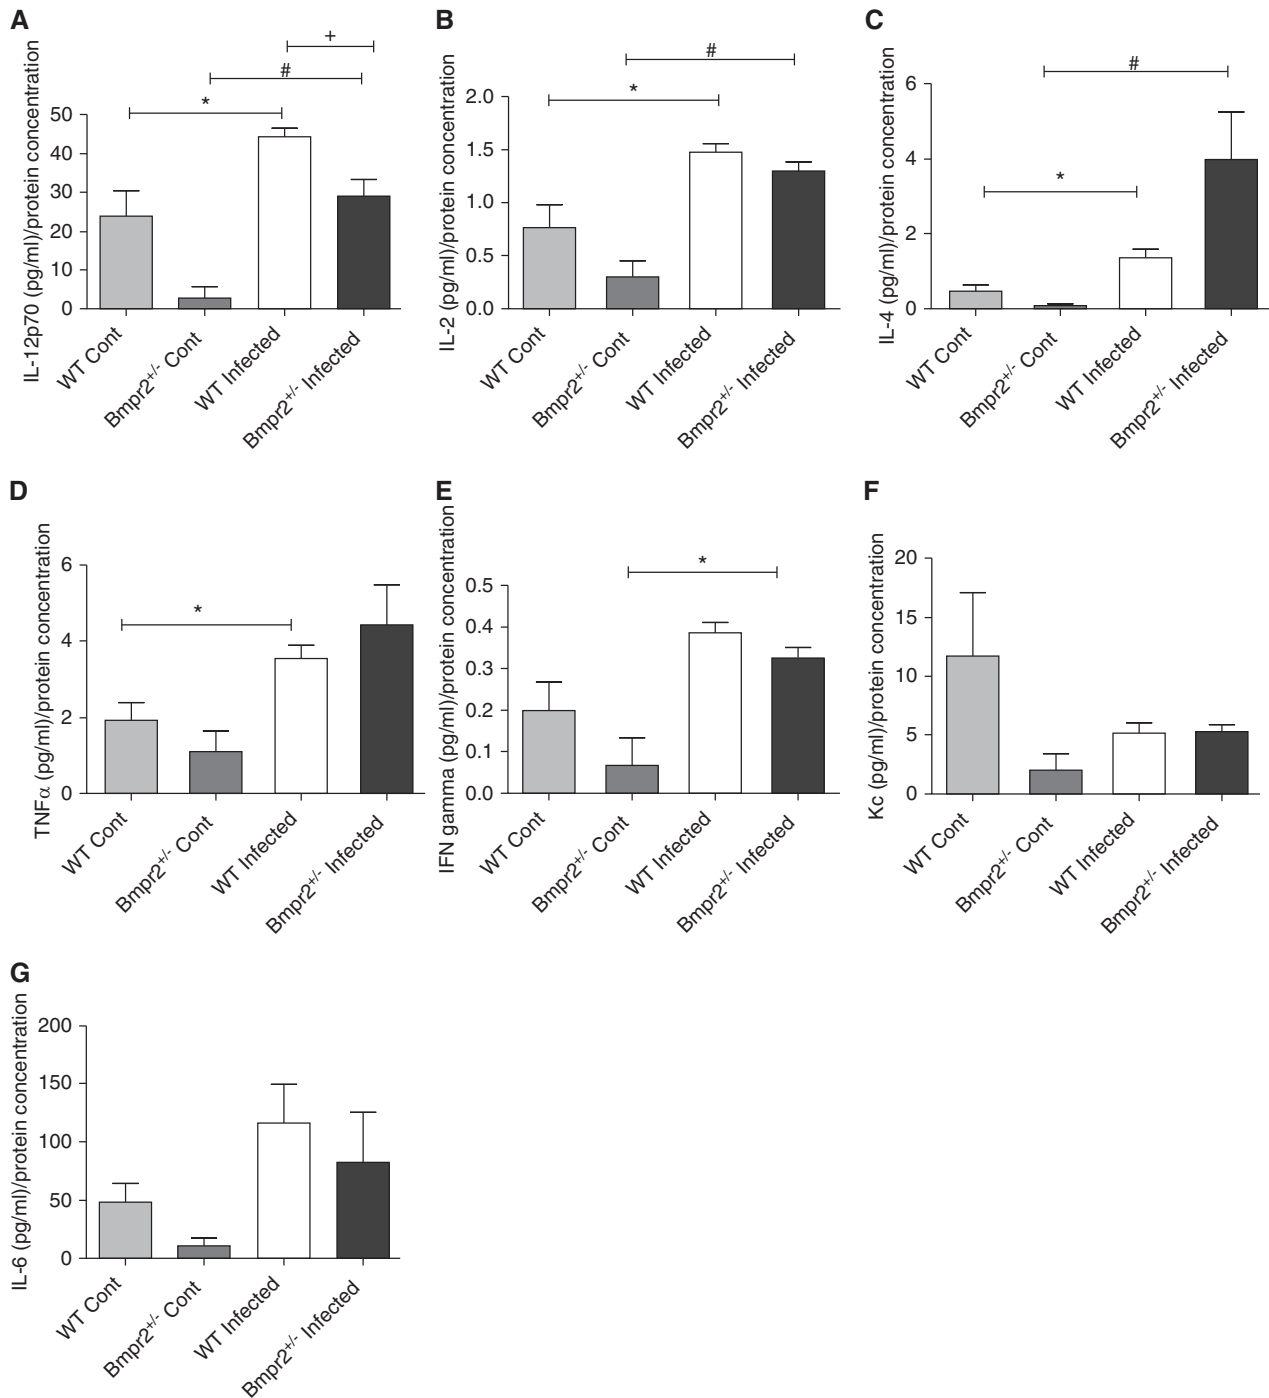 A
IL-12p70 (pg/ml)/protein concentration
+
#
*
50
40
30
20
10
0
WT Cont
Bmpr2+/- Cont
WT Infected
Bmpr2+/- Infected
B
IL-2 (pg/ml)/protein concentration
#
*
2.0
1.5
1.0
0.5
0.0
WT Cont
Bmpr2+/- Cont
WT Infected
Bmpr2+/- Infected
C
IL-4 (pg/ml)/protein concentration
#
*
6
4
2
0
WT Cont
Bmpr2+/- Cont
WT Infected
Bmpr2+/- Infected
D
TNFα (pg/ml)/protein concentration
*
6
4
2
0
WT Cont
Bmpr2+/- Cont
WT Infected
Bmpr2+/- Infected
E
IFN gamma (pg/ml)/protein concentration
*
0.5
0.4
0.3
0.2
0.1
0.0
WT Cont
Bmpr2+/- Cont
WT Infected
Bmpr2+/- Infected
F
Kc (pg/ml)/protein concentration
20
15
10
5
0
WT Cont
Bmpr2+/- Cont
WT Infected
Bmpr2+/- Infected
G
IL-6 (pg/ml)/protein concentration
200
150
100
50
0
WT Cont
Bmpr2+/- Cont
WT Infected
Bmpr2+/- Infected